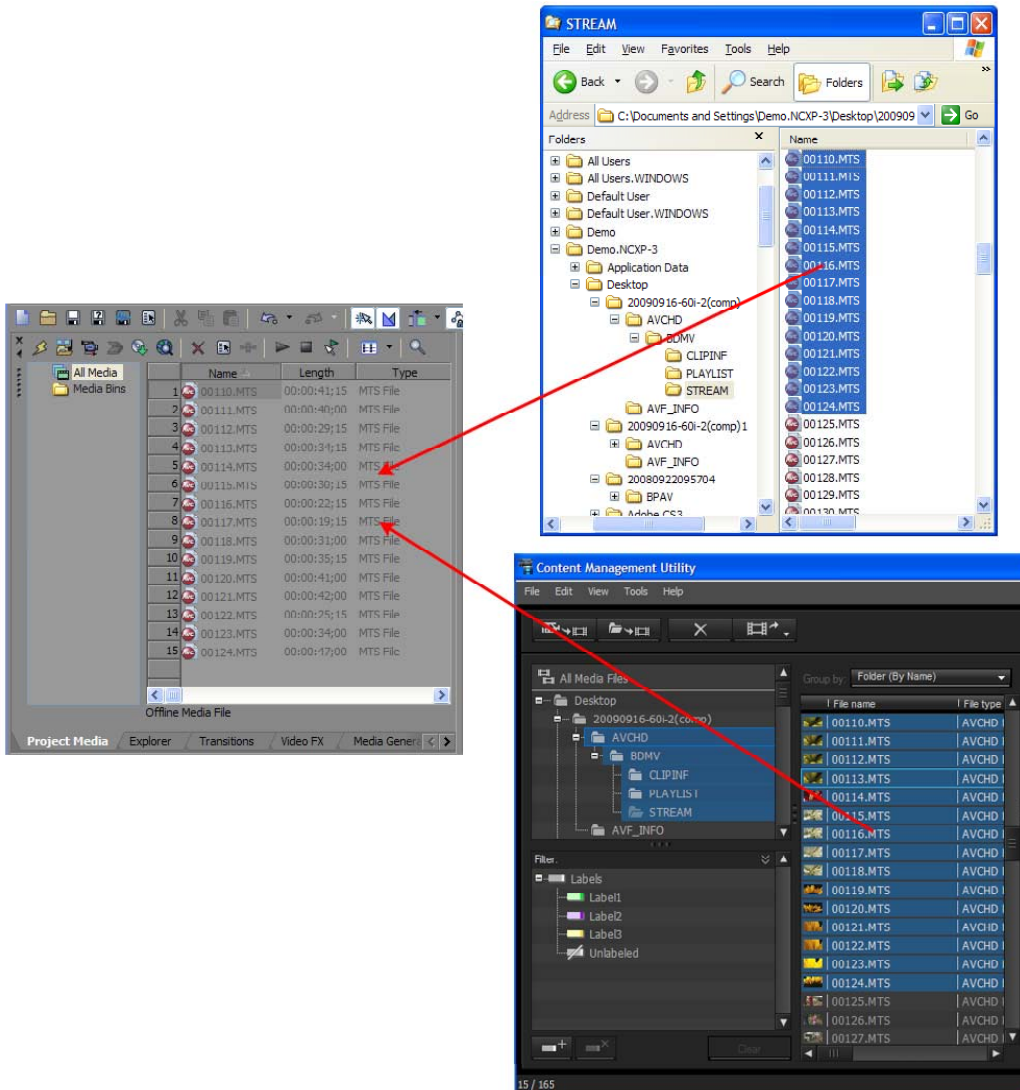 STREAM
File Edit View Favorites Tools Help
Back Search Folders »
Address C:\Documents and Settings\Demo.NCXP-3\Desktop\200909 Go
Folders x
All Users
All Users.WINDOWS
Default User
Default User.WINDOWS
Demo
Demo.NCXP-3
Application Data
Desktop
20090916-60i-2(comp)
AVCHD
BDMV
CLIPINF
PLAYLIST
STREAM
AVF_INFO
20090916-60i-2(comp)1
AVCHD
AVF_INFO
20080922095704
BPAV
Adobe CS3
Name
00110.MTS
00111.MTS
00112.MTS
00113.MTS
00114.MTS
00115.MTS
00116.MTS
00117.MTS
00118.MTS
00119.MTS
00120.MTS
00121.MTS
00122.MTS
00123.MTS
00124.MTS
00125.MTS
00126.MTS
00127.MTS
00128.MTS
00129.MTS
00130.MTS
All Media
Media Bins
Name Length Type
1 00110.MTS 00:00:41;15 MTS File
2 00111.MTS 00:00:40;00 MTS File
3 00112.MTS 00:00:29;15 MTS File
4 00113.MTS 00:00:34;15 MTS File
5 00114.MTS 00:00:34;00 MTS File
6 00115.MTS 00:00:30;15 MTS File
7 00116.MTS 00:00:22;15 MTS File
8 00117.MTS 00:00:19;15 MTS File
9 00118.MTS 00:00:31;00 MTS File
10 00119.MTS 00:00:35;15 MTS File
11 00120.MTS 00:00:41;00 MTS File
12 00121.MTS 00:00:42;00 MTS File
13 00122.MTS 00:00:25;15 MTS File
14 00123.MTS 00:00:34;00 MTS File
15 00124.MTS 00:00:47;00 MTS File
Offline Media File
Project Media Explorer Transitions Video FX Media Genera
Content Management Utility
File Edit View Tools Help
All Media Files
Desktop
20090916-60i-2(comp)
AVCHD
BDMV
CLIPINF
PLAYLIST
STREAM
AVF_INFO
Filter:
Labels
Label1
Label2
Label3
Unlabeled
Clear
15 / 165
Group by: Folder (By Name)
File name File type
00110.MTS AVCHD
00111.MTS AVCHD
00112.MTS AVCHD
00113.MTS AVCHD
00114.MTS AVCHD
00115.MTS AVCHD
00116.MTS AVCHD
00117.MTS AVCHD
00118.MTS AVCHD
00119.MTS AVCHD
00120.MTS AVCHD
00121.MTS AVCHD
00122.MTS AVCHD
00123.MTS AVCHD
00124.MTS AVCHD
00125.MTS AVCHD
00126.MTS AVCHD
00127.MTS AVCHD